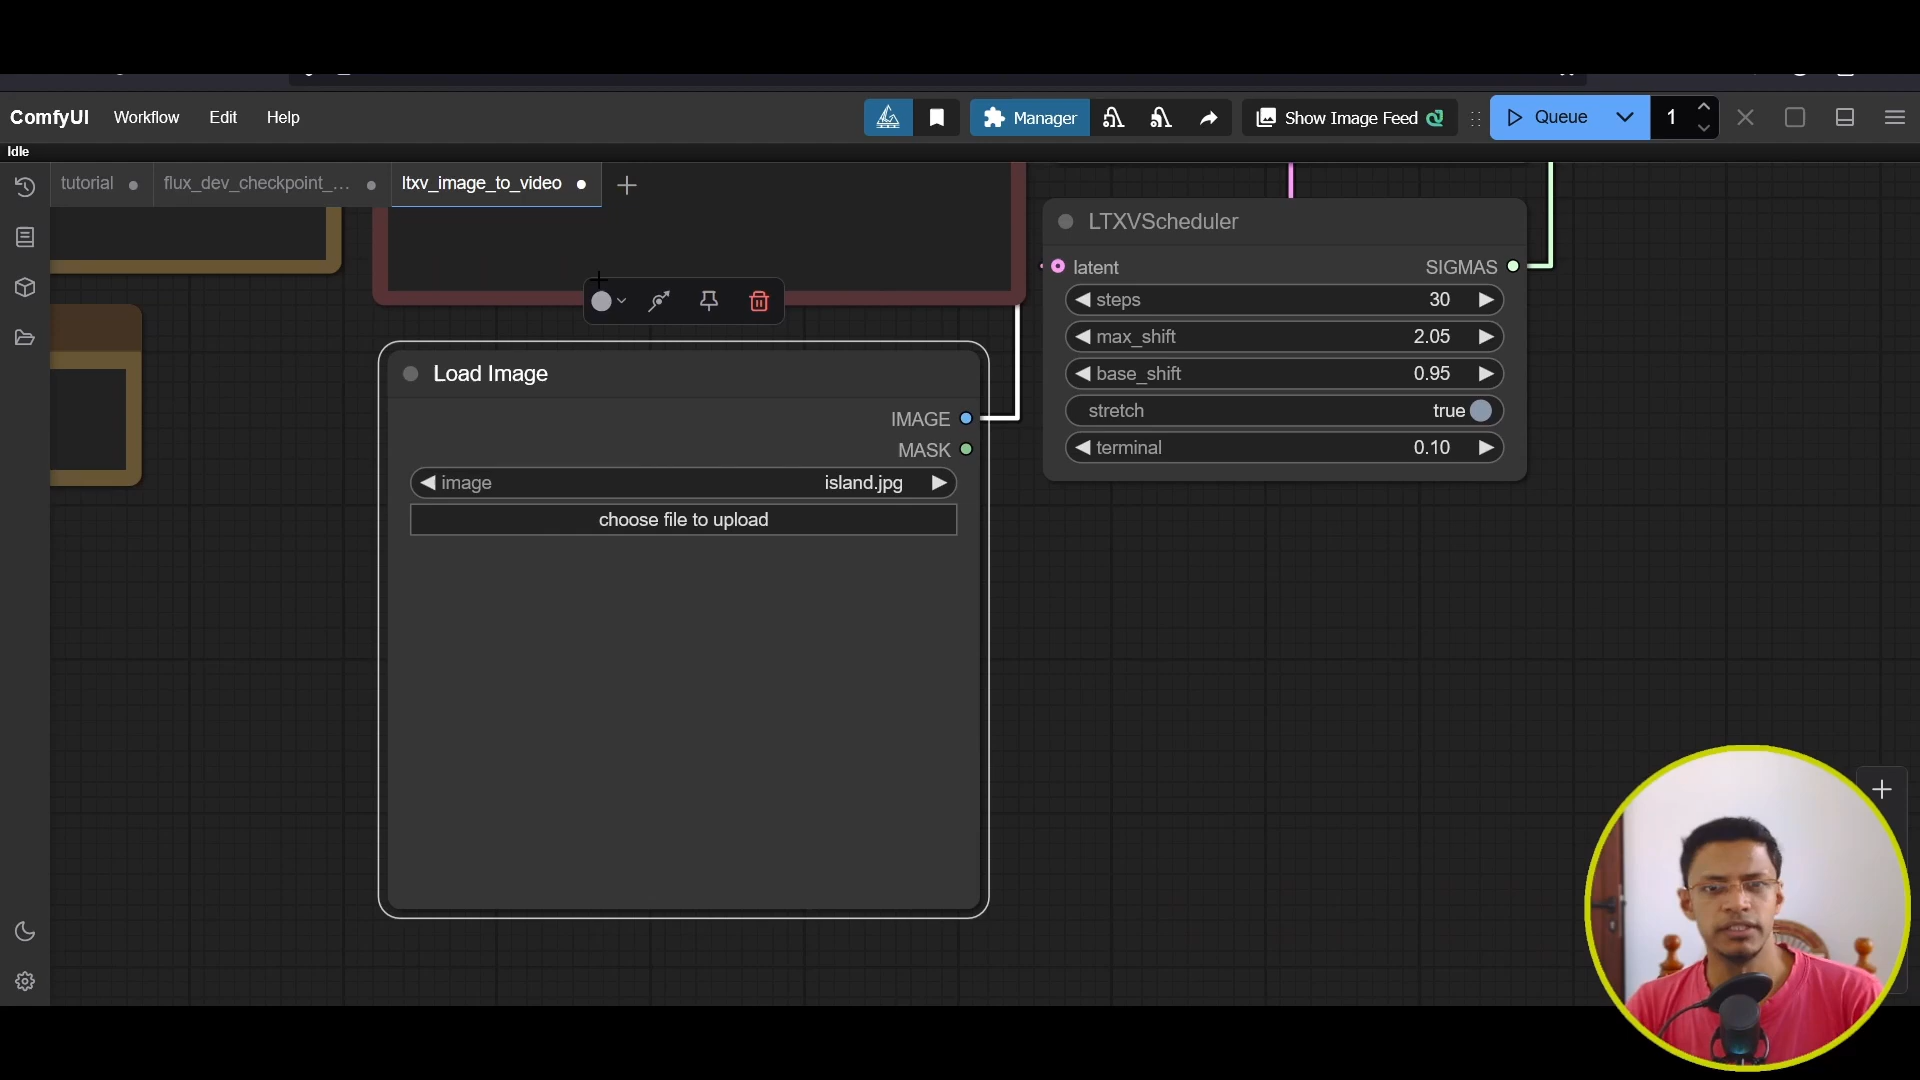 ComfyUI Workflow Edit Help Manager Show Image Feed Queue 1
Idle
tutorial flux_dev_checkpoint_... ltxv_image_to_video
LTXVScheduler
latent SIGMAS
steps 30
max_shift 2.05
base_shift 0.95
stretch true
terminal 0.10
Load Image
IMAGE
MASK
image island.jpg
choose file to upload